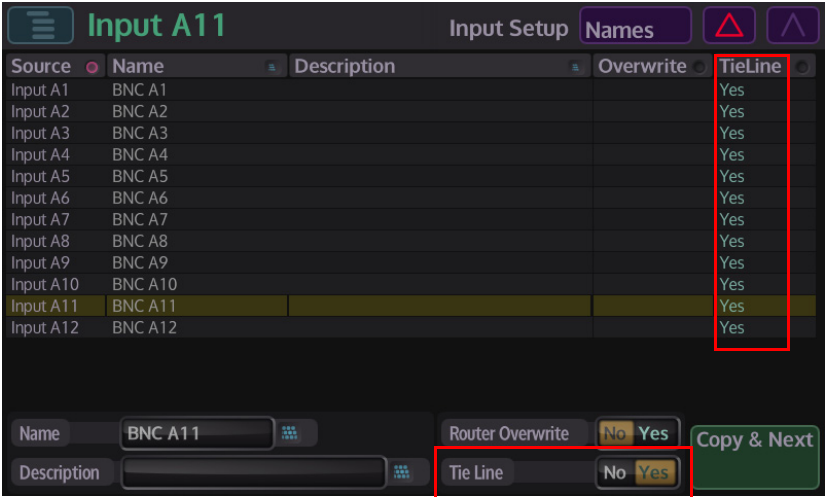 Input A11 Input Setup Names
Source Name Description Overwrite TieLine
Input A1 BNC A1 Yes
Input A2 BNC A2 Yes
Input A3 BNC A3 Yes
Input A4 BNC A4 Yes
Input A5 BNC A5 Yes
Input A6 BNC A6 Yes
Input A7 BNC A7 Yes
Input A8 BNC A8 Yes
Input A9 BNC A9 Yes
Input A10 BNC A10 Yes
Input A11 BNC A11 Yes
Input A12 BNC A12 Yes
Name BNC A11 Router Overwrite No Yes Copy & Next
Description Tie Line No Yes